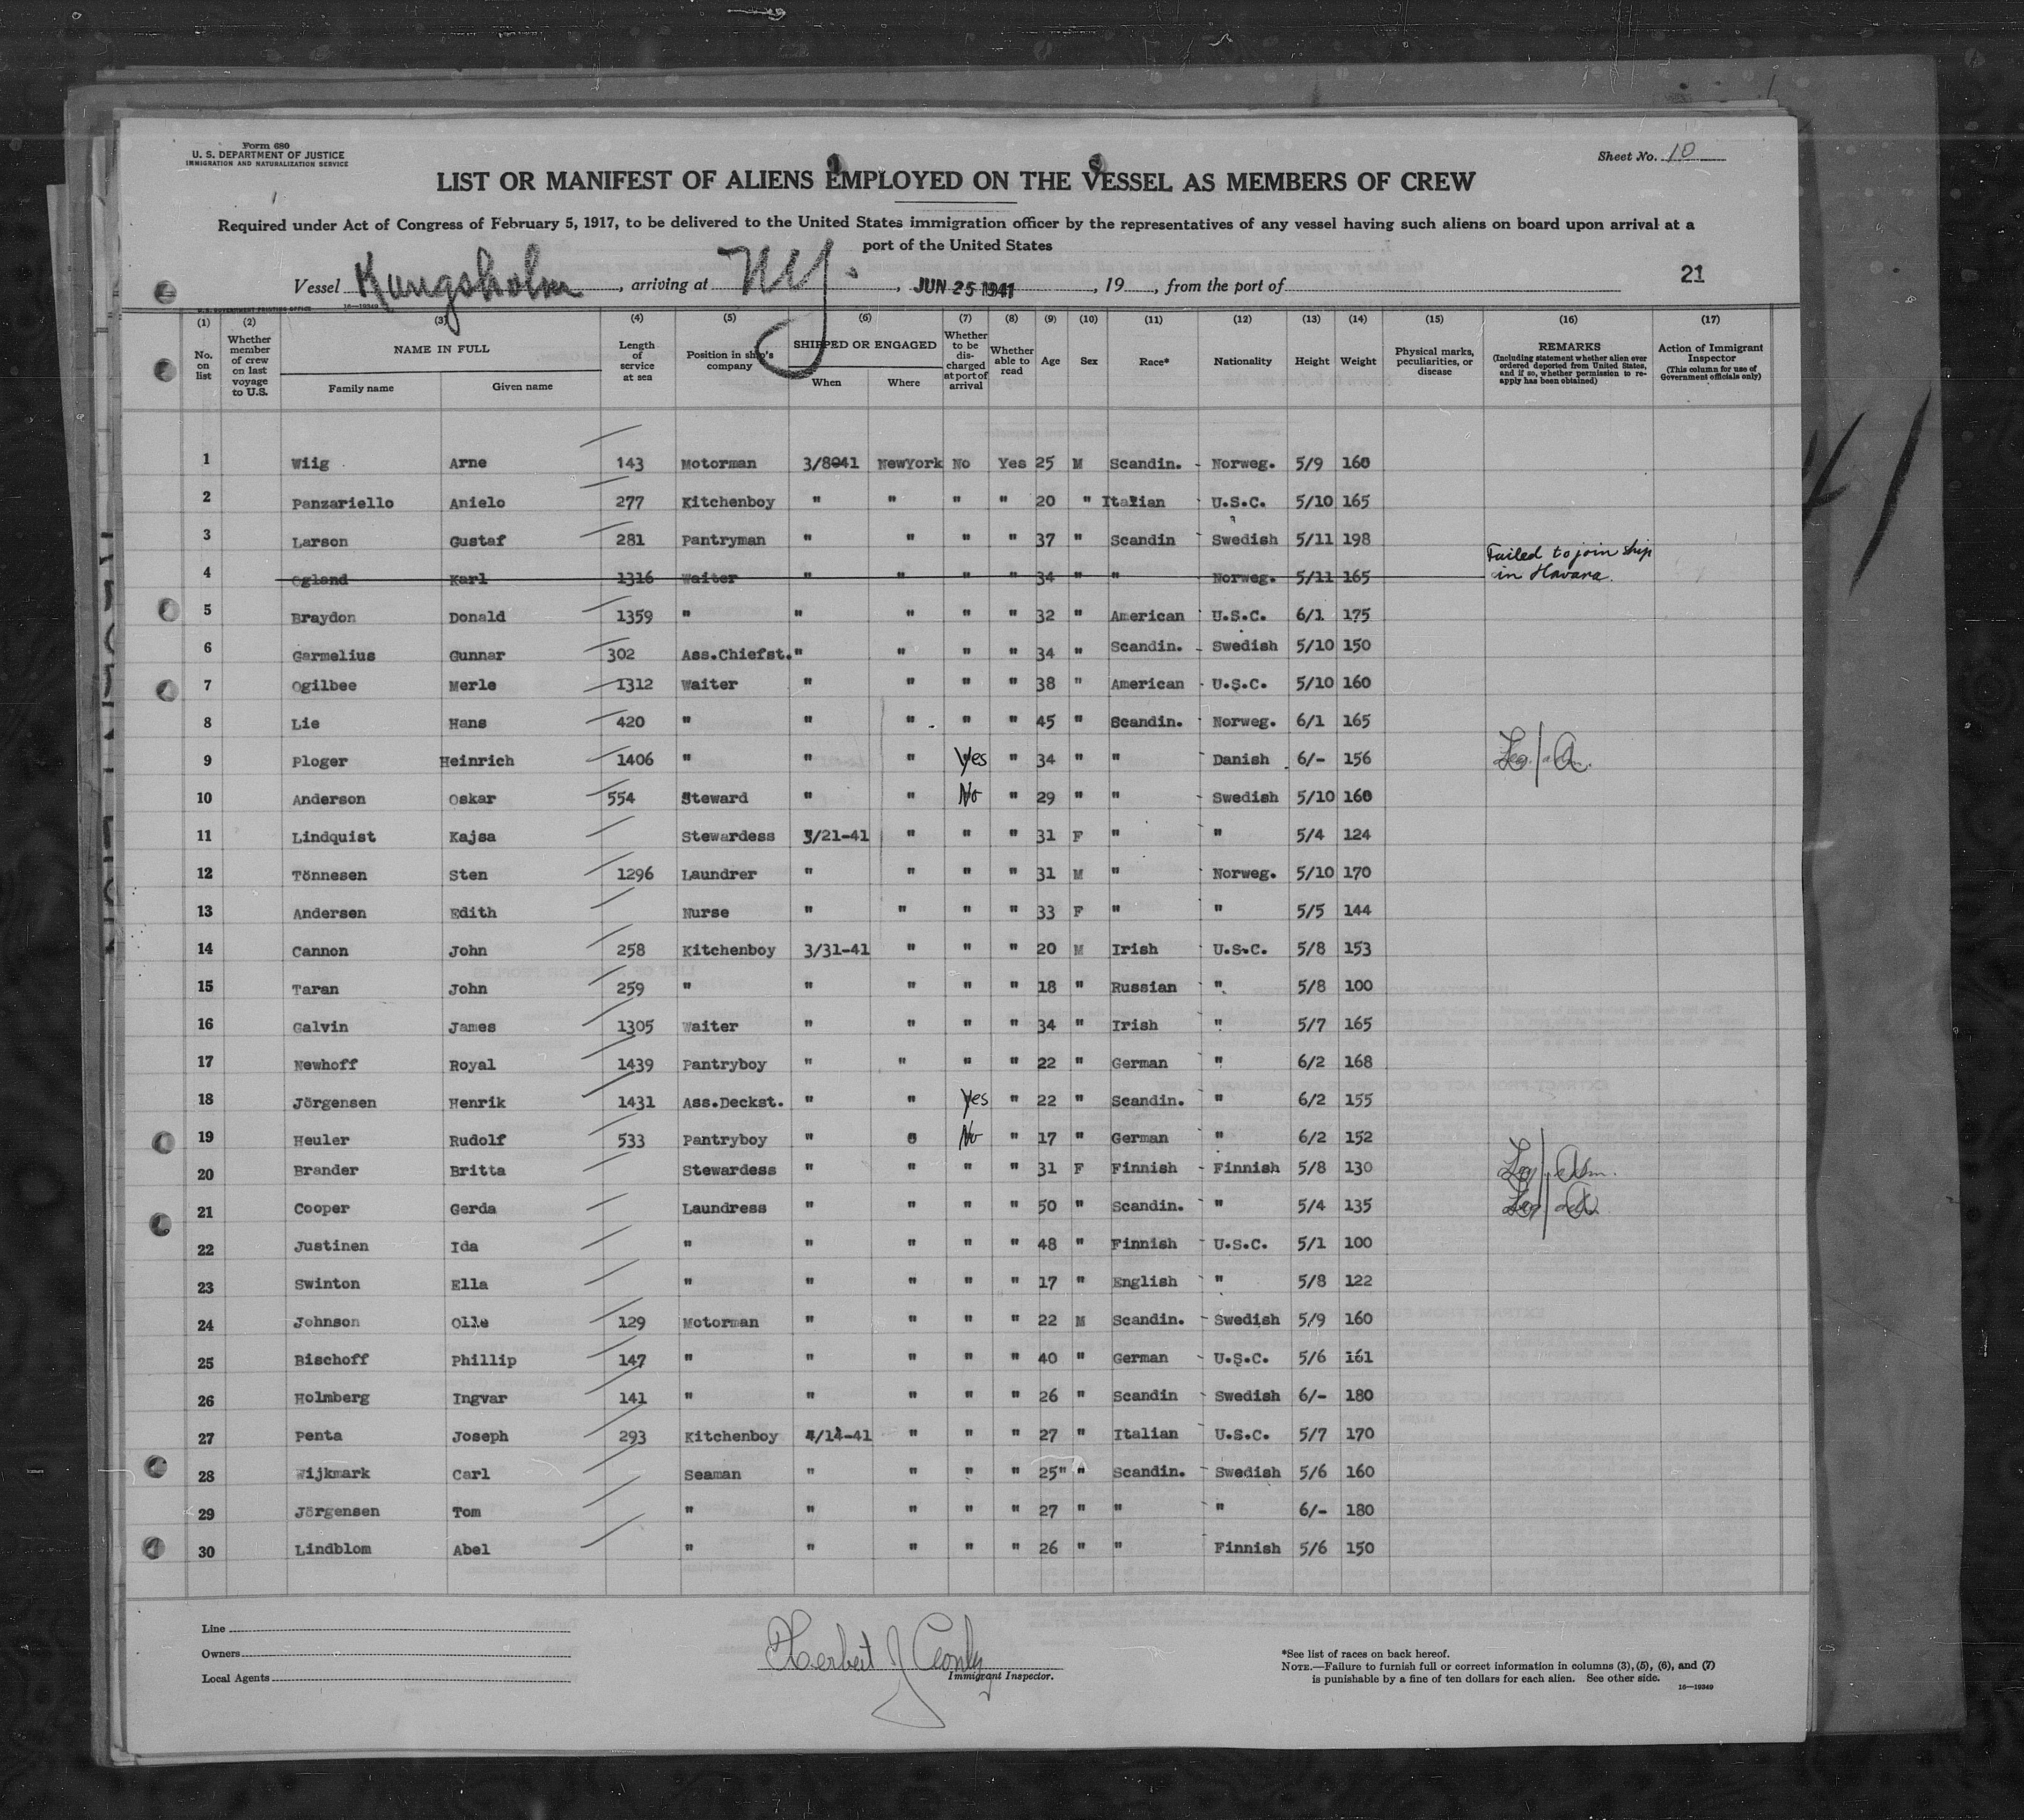 Form 680
U. S. DEPARTMENT OF JUSTICE
IMMIGRATION AND NATURALIZATION SERVICE
Sheet No. 10
LIST OR MANIFEST OF ALIENS EMPLOYED ON THE VESSEL AS MEMBERS OF CREW
Required under Act of Congress of February 5, 1917, to be delivered to the United States immigration officer by the representatives of any vessel having such aliens on board upon arrival at a
port of the United States
Vessel Kungsholm, arriving at NY., JUN 25 1941, 19 , from the port of
21
16—19349
U. S. GOVERNMENT PRINTING OFFICE
(1) (2) (3) (4) (5) (6) (7) (8) (9) (10) (11) (12) (13) (14) (15) (16) (17)
No. on list
Whether member of crew on last voyage to U.S.
NAME IN FULL
Family name Given name
Length of service at sea
Position in ship's company
SHIPPED OR ENGAGED
When Where
Whether to be discharged at port of arrival
Whether able to read
Age Sex Race* Nationality Height Weight
Physical marks, peculiarities, or disease
REMARKS
(Including statement whether alien ever ordered deported from United States, and if so, whether permission to reapply has been obtained)
Action of Immigrant Inspector
(This column for use of Government officials only)
1 Wiig Arne 143 Motorman 3/8041 NewYork No Yes 25 M Scandin. Norweg. 5/9 160
2 Panzariello Anielo 277 Kitchenboy " " " " 20 " Italian U.S.C. 5/10 165
3 Larson Gustaf 281 Pantryman " " " " 37 " Scandin Swedish 5/11 198
4 Ogland Karl 1316 Waiter " " " " 34 " " Norweg. 5/11 165 Failed to join ship in Havana.
5 Braydon Donald 1359 " " " " " 32 " American U.S.C. 6/1 175
6 Garmelius Gunnar 302 Ass.Chiefst. " " " " 34 " Scandin. Swedish 5/10 150
7 Ogilbee Merle 1312 Waiter " " " " 38 " American U.S.C. 5/10 160
8 Lie Hans 420 " " " " " 45 " Scandin. Norweg. 6/1 165
9 Ploger Heinrich 1406 " " " Yes " 34 " " Danish 6/- 156
10 Anderson Oskar 554 Steward " " No " 29 " " Swedish 5/10 160
11 Lindquist Kajsa Stewardess 3/21-41 " " " 31 F " " 5/4 124
12 Tönnesen Sten 1296 Laundrer " " " " 31 M " Norweg. 5/10 170
13 Andersen Edith Nurse " " " " 33 F " " 5/5 144
14 Cannon John 258 Kitchenboy 3/31-41 " " " 20 M Irish U.S.C. 5/8 153
15 Taran John 259 " " " " " 18 " Russian " 5/8 100
16 Galvin James 1305 Waiter " " " " 34 " Irish " 5/7 165
17 Newhoff Royal 1439 Pantryboy " " " " 22 " German " 6/2 168
18 Jörgensen Henrik 1431 Ass.Deckst. " " Yes " 22 " Scandin. " 6/2 155
19 Heuler Rudolf 533 Pantryboy " " No " 17 " German " 6/2 152
20 Brander Britta Stewardess " " " " 31 F Finnish Finnish 5/8 130
21 Cooper Gerda Laundress " " " " 50 " Scandin. " 5/4 135
22 Justinen Ida " " " " " 48 " Finnish U.S.C. 5/1 100
23 Swinton Ella " " " " " 17 " English " 5/8 122
24 Johnson Olle 129 Motorman " " " " 22 M Scandin. Swedish 5/9 160
25 Bischoff Phillip 147 " " " " " 40 " German U.S.C. 5/6 161
26 Holmberg Ingvar 141 " " " " " 26 " Scandin Swedish 6/- 180
27 Penta Joseph 293 Kitchenboy 4/14-41 " " " 27 " Italian U.S.C. 5/7 170
28 Wijkmark Carl Seaman " " " " 25" " Scandin. Swedish 5/6 160
29 Jörgensen Tom " " " " " 27 " " " 6/- 180
30 Lindblom Abel " " " " " 26 " " Finnish 5/6 150
Line
Owners
Local Agents
Herbert J
Immigrant Inspector.
*See list of races on back hereof.
NOTE.—Failure to furnish full or correct information in columns (3), (5), (6), and (7)
is punishable by a fine of ten dollars for each alien. See other side.
16—19349